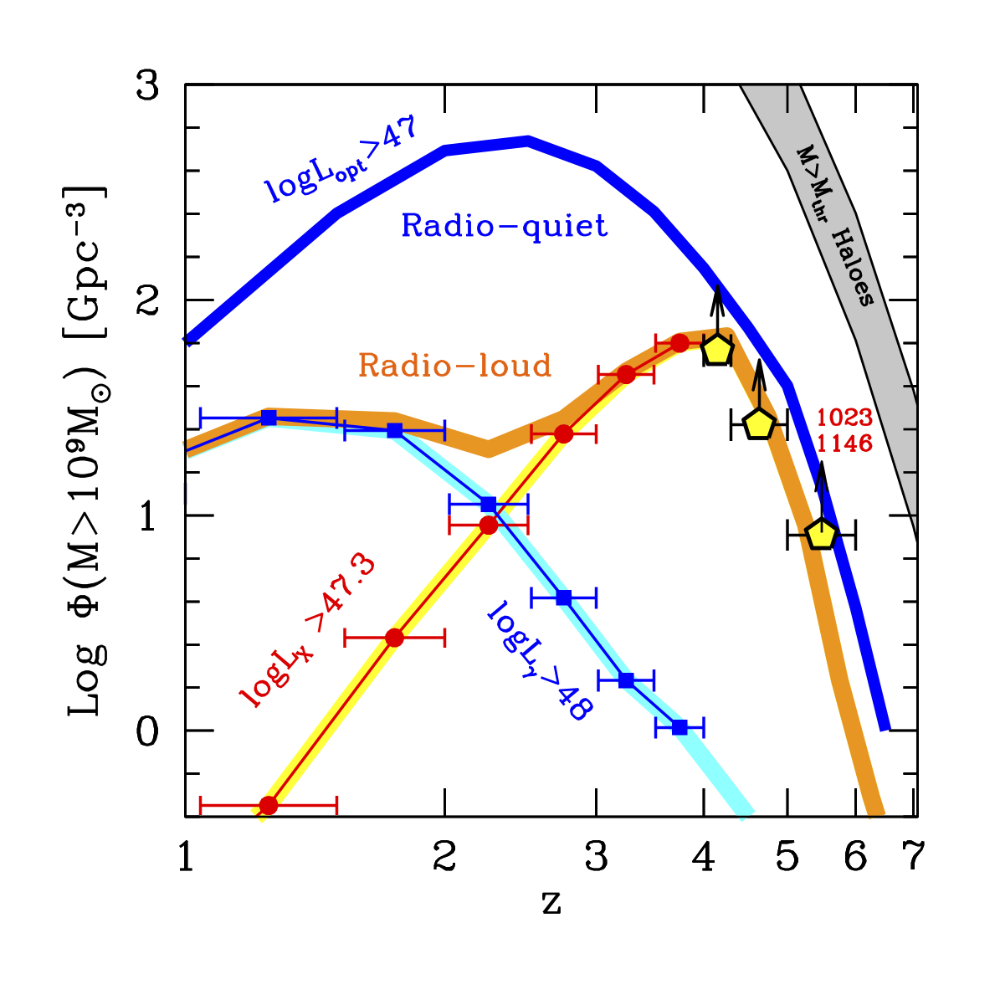 3
2
1
0
Log Φ(M>10⁹M☉) [Gpc⁻³]
logL_opt>47
Radio-quiet
M>M_thr Haloes
Radio-loud
1023
1146
logL_X >47.3
logL_γ>48
1 2 3 4 5 6 7
z